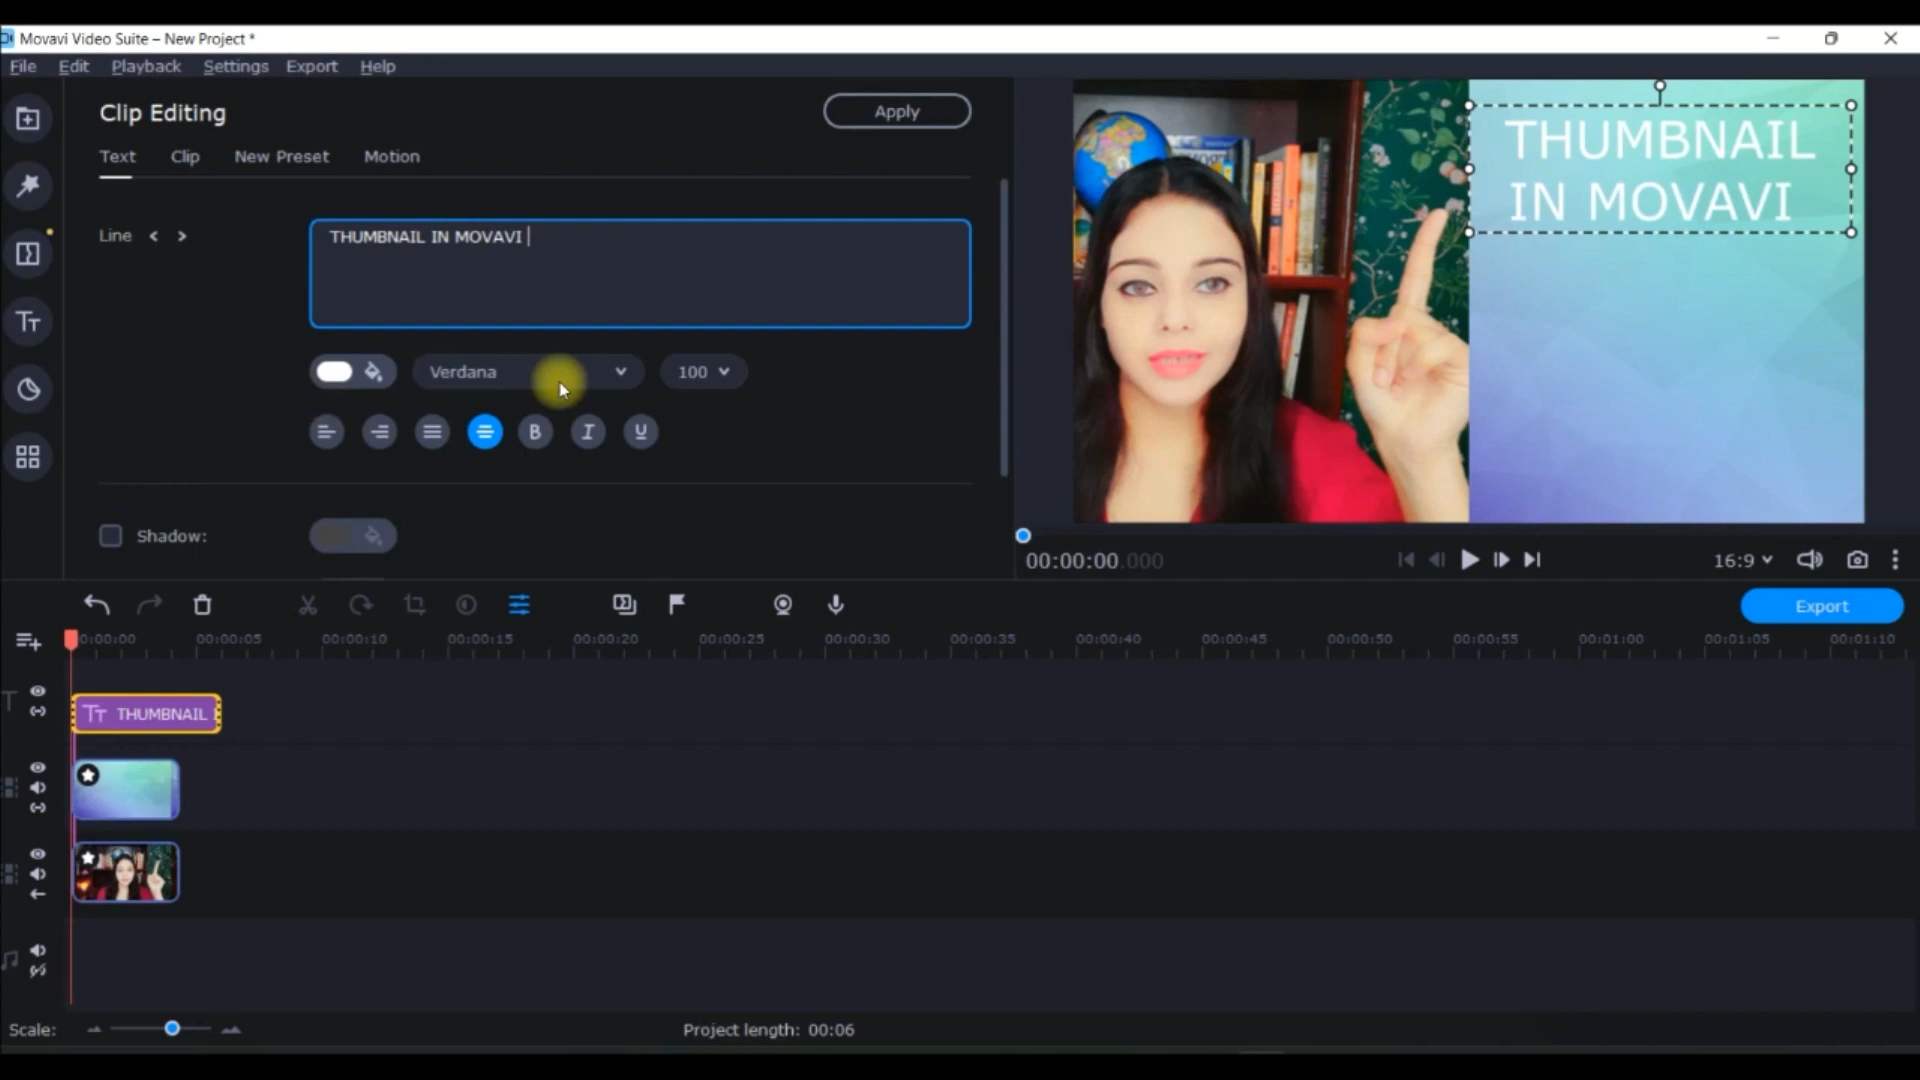 Movavi Video Suite – New Project *
File Edit Playback Settings Export Help
Clip Editing
Apply
Text Clip New Preset Motion
Line < >
THUMBNAIL IN MOVAVI
Verdana
100
B I U
Shadow:
THUMBNAIL
IN MOVAVI
00:00:00.000
16:9
Export
0:00:00 00:00:05 00:00:10 00:00:15 00:00:20 00:00:25 00:00:30 00:00:35 00:00:40 00:00:45 00:00:50 00:00:55 00:01:00 00:01:05 00:01:10
Tт THUMBNAIL
Scale:
Project length: 00:06